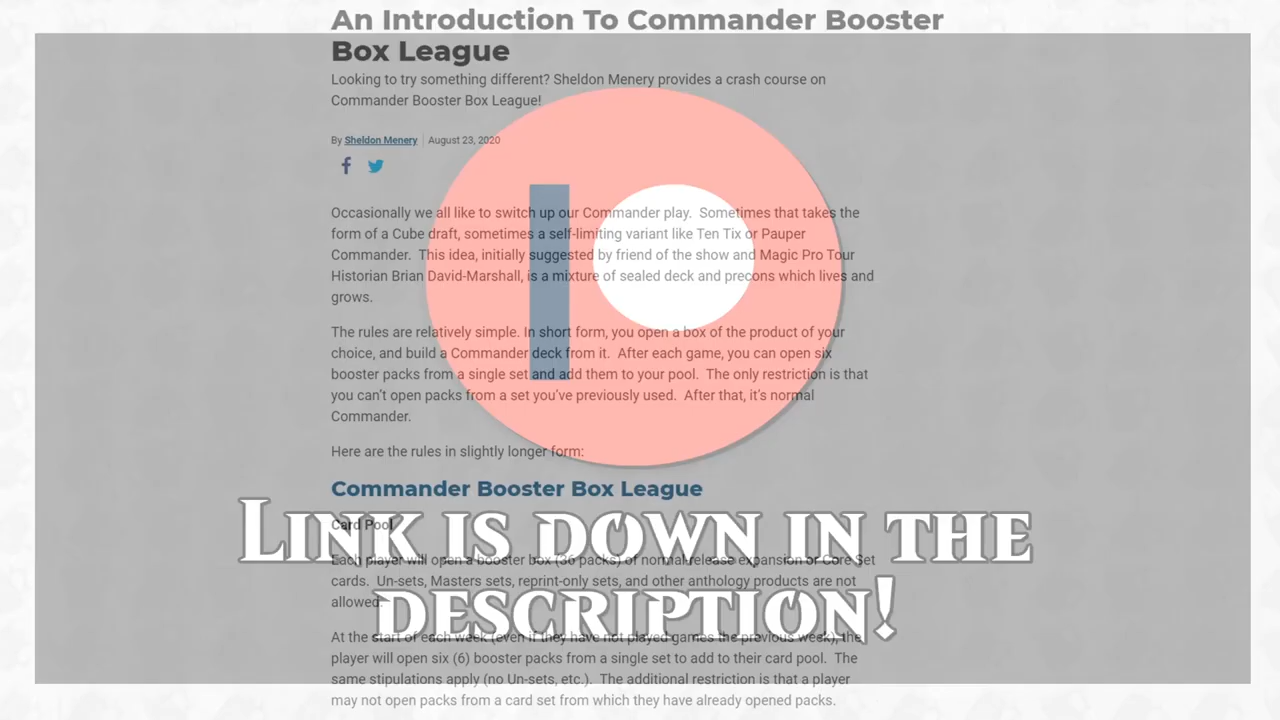 An Introduction To Commander Booster
Box League
Looking to try something different? Sheldon Menery provides a crash course on
Commander Booster Box League!
By Sheldon Menery | August 23, 2020
Occasionally we all like to switch up our Commander play. Sometimes that takes the
form of a Cube draft, sometimes a self-limiting variant like Ten Tix or Pauper
Commander. This idea, initially suggested by friend of the show and Magic Pro Tour
Historian Brian David-Marshall, is a mixture of sealed deck and precons which lives and
grows.
The rules are relatively simple. In short form, you open a box of the product of your
choice, and build a Commander deck from it. After each game, you can open six
booster packs from a single set and add them to your pool. The only restriction is that
you can't open packs from a set you've previously used. After that, it's normal
Commander.
Here are the rules in slightly longer form:
Commander Booster Box League
Card Pool
Link is down in the
Each player will open a booster box (36 packs) of normal-release expansion or Core Set
cards. Un-sets, Masters sets, reprint-only sets, and other anthology products are not
allowed.
description!
At the start of each week (even if they have not played games the previous week), the
player will open six (6) booster packs from a single set to add to their card pool. The
same stipulations apply (no Un-sets, etc.). The additional restriction is that a player
may not open packs from a card set from which they have already opened packs.